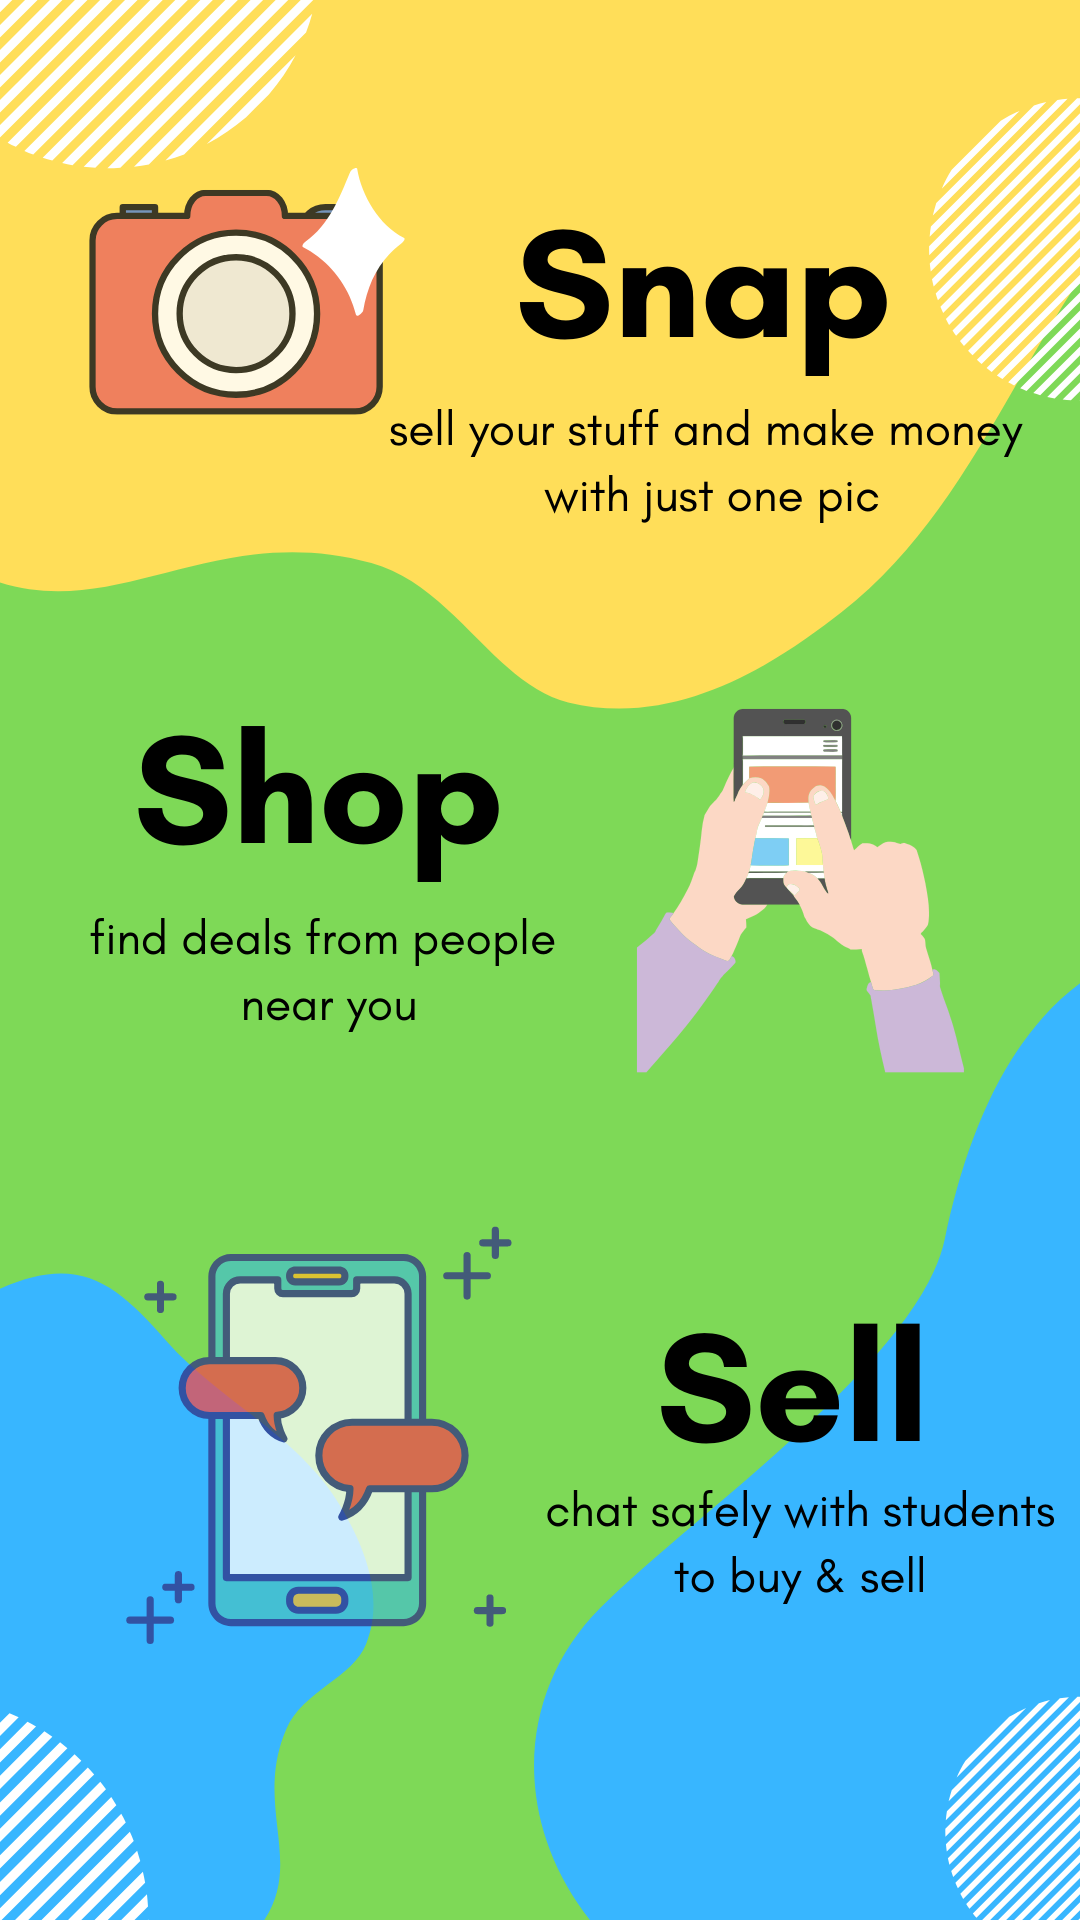 Snap
sell your stuff and make money
with just one pic
Shop
find deals from people
near you
Sell
chat safely with students
to buy & sell